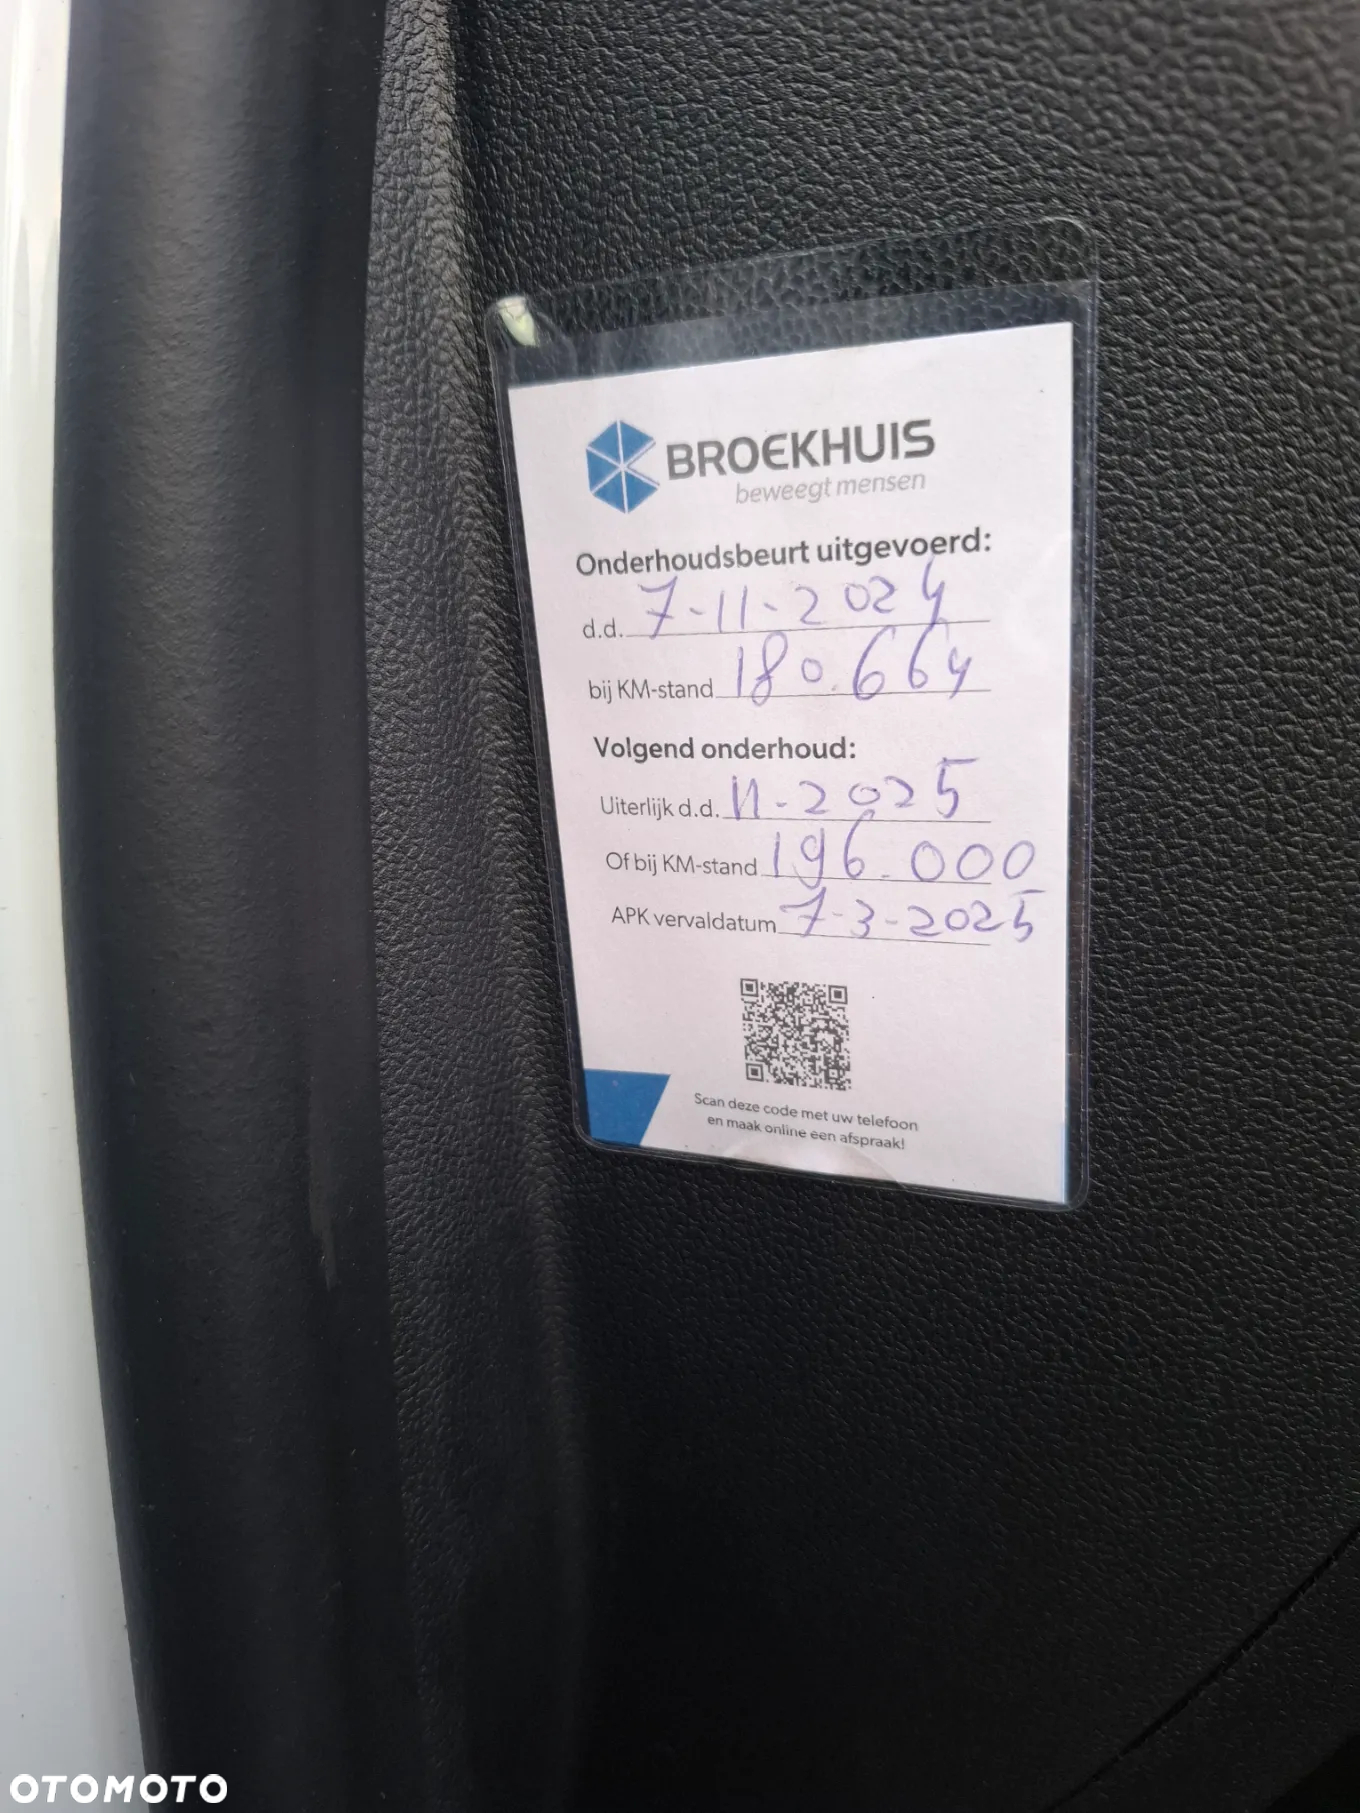 BROEKHUIS
beweegt mensen
Onderhoudsbeurt uitgevoerd:
d.d. 7-11-2024
bij KM-stand 180.664
Volgend onderhoud:
Uiterlijk d.d. 11-2025
Of bij KM-stand 196.000
APK vervaldatum 7-3-2025
Scan deze code met uw telefoon
en maak online een afspraak!
OTOMOTO